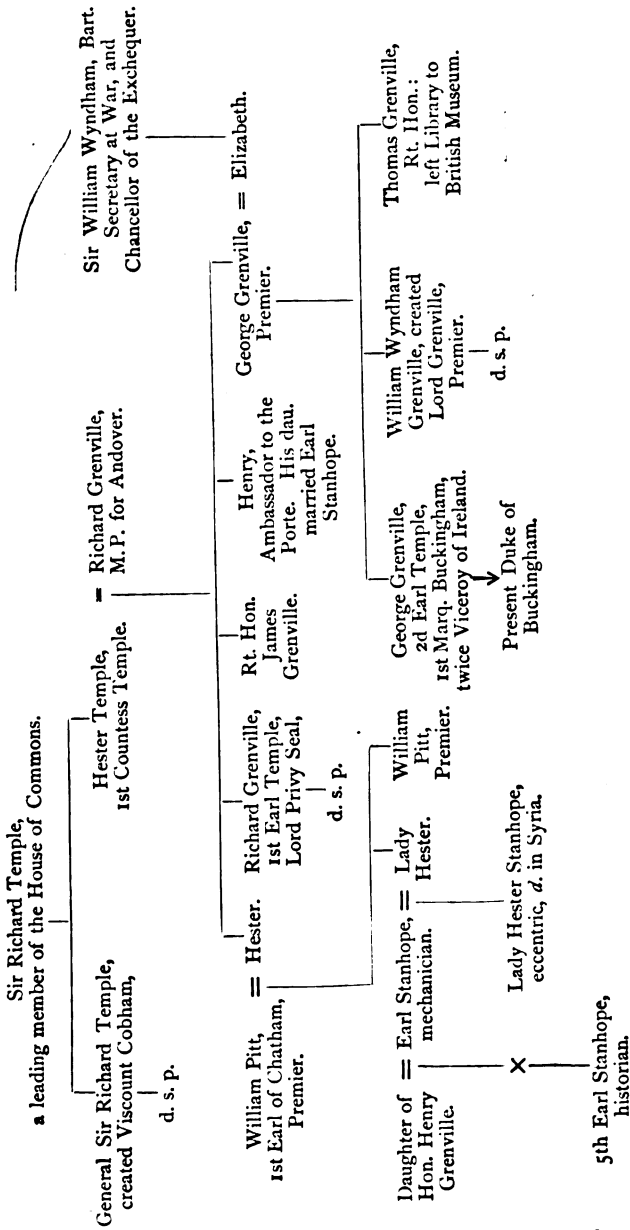 Sir Richard Temple,
a leading member of the House of Commons.
General Sir Richard Temple,
created Viscount Cobham,
d. s. p.
Hester Temple,
1st Countess Temple.
=
Richard Grenville,
M.P. for Andover.
Sir William Wyndham, Bart.
Secretary at War, and
Chancellor of the Exchequer.
William Pitt,
1st Earl of Chatham,
Premier.
=
Hester.
Richard Grenville,
1st Earl Temple,
Lord Privy Seal,
d. s. p.
Rt. Hon.
James
Grenville.
Henry,
Ambassador to the
Porte. His dau.
married Earl
Stanhope.
George Grenville,
Premier.
=
Elizabeth.
Daughter of
Hon. Henry
Grenville.
=
Earl Stanhope,
mechanician.
=
Lady
Hester.
William
Pitt,
Premier.
George Grenville,
2d Earl Temple,
1st Marq. Buckingham,
twice Viceroy of Ireland.
William Wyndham
Grenville, created
Lord Grenville,
Premier.
d. s. p.
Thomas Grenville,
Rt. Hon.:
left Library to
British Museum.
×
Lady Hester Stanhope,
eccentric, d. in Syria.
Present Duke of
Buckingham.
5th Earl Stanhope,
historian.